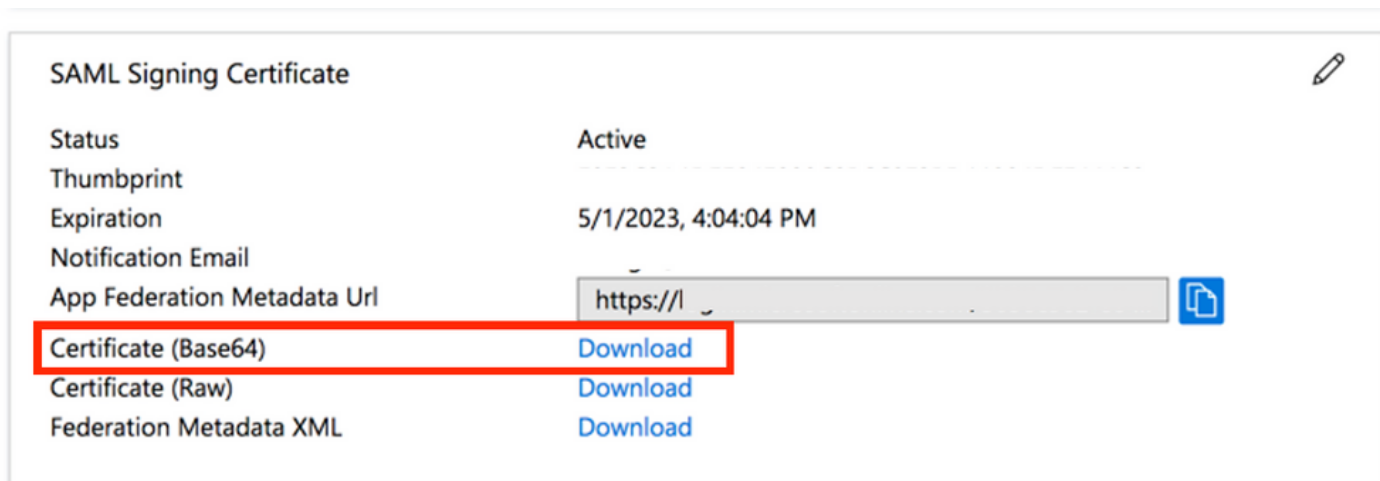 SAML Signing Certificate
Status Active
Thumbprint
Expiration 5/1/2023, 4:04:04 PM
Notification Email
App Federation Metadata Url https://
Certificate (Base64) Download
Certificate (Raw) Download
Federation Metadata XML Download